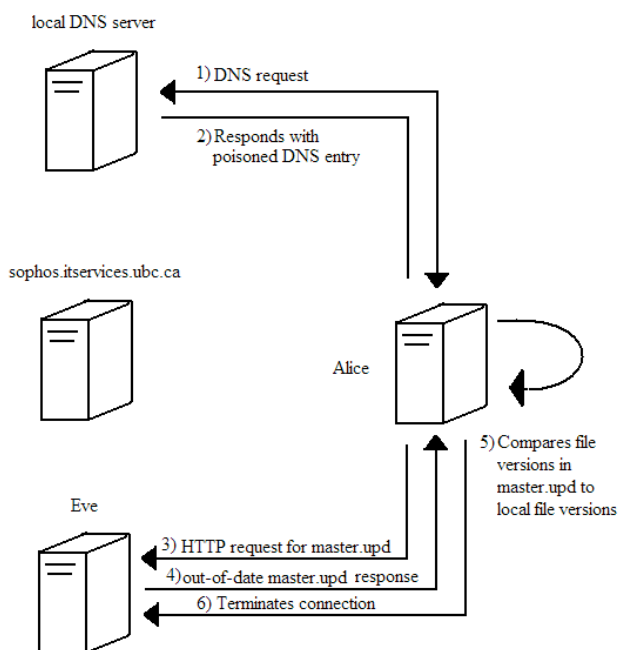 local DNS server
1) DNS request
2) Responds with
poisoned DNS entry
sophos.itservices.ubc.ca
Alice
5) Compares file
versions in
master.upd to
local file versions
Eve
3) HTTP request for master.upd
4)out-of-date master.upd response
6) Terminates connection